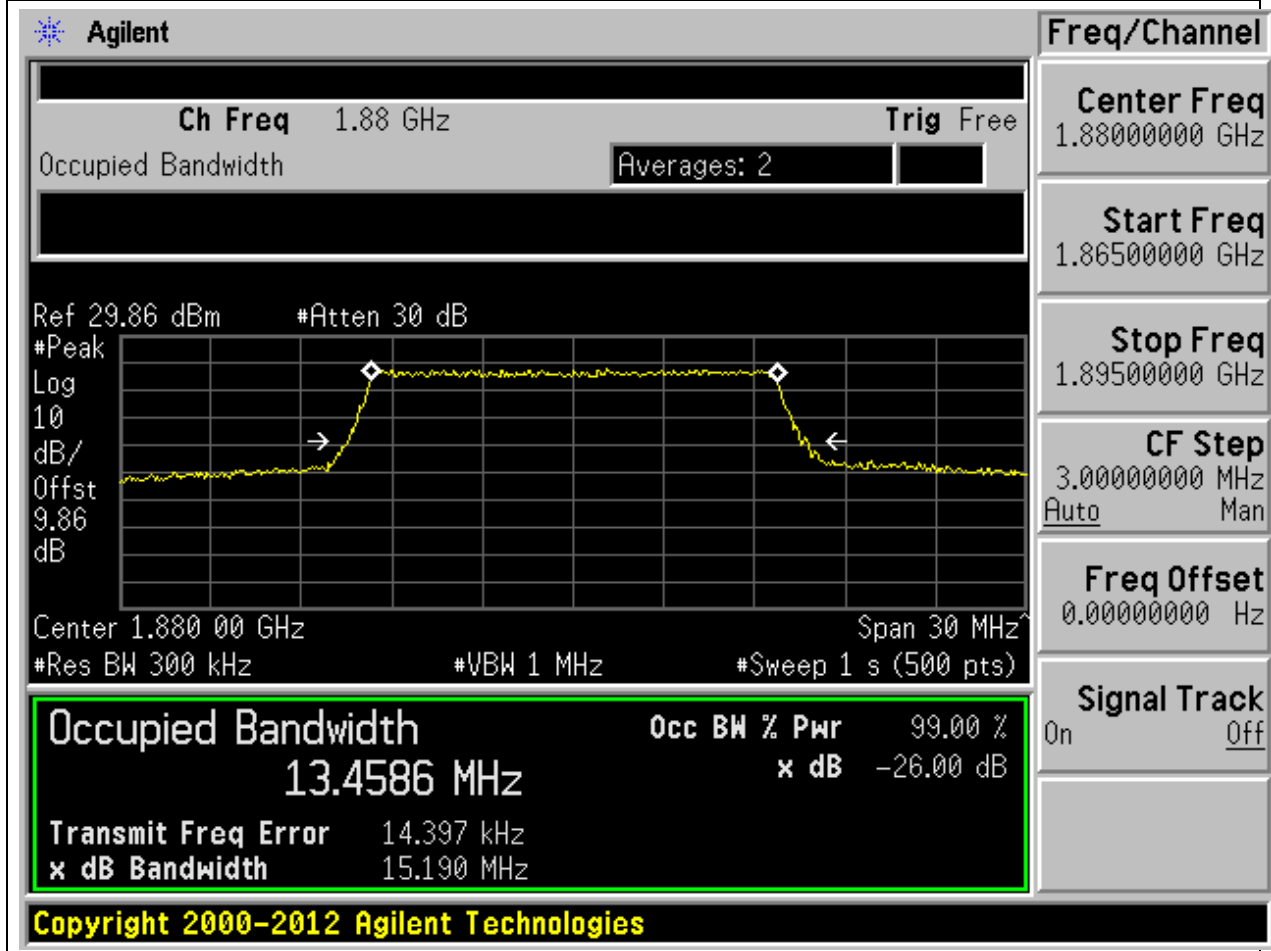 Agilent
Freq/Channel
Ch Freq 1.88 GHz Trig Free
Occupied Bandwidth Averages: 2
Center Freq
1.88000000 GHz
Start Freq
1.86500000 GHz
Stop Freq
1.89500000 GHz
CF Step
3.00000000 MHz
Auto Man
Freq Offset
0.00000000 Hz
Signal Track
On Off
Ref 29.86 dBm #Atten 30 dB
#Peak
Log
10
dB/
Offst
9.86
dB
Center 1.880 00 GHz Span 30 MHz^
#Res BW 300 kHz #VBW 1 MHz #Sweep 1 s (500 pts)
Occupied Bandwidth
13.4586 MHz
Occ BW % Pwr 99.00 %
x dB -26.00 dB
Transmit Freq Error 14.397 kHz
x dB Bandwidth 15.190 MHz
Copyright 2000-2012 Agilent Technologies